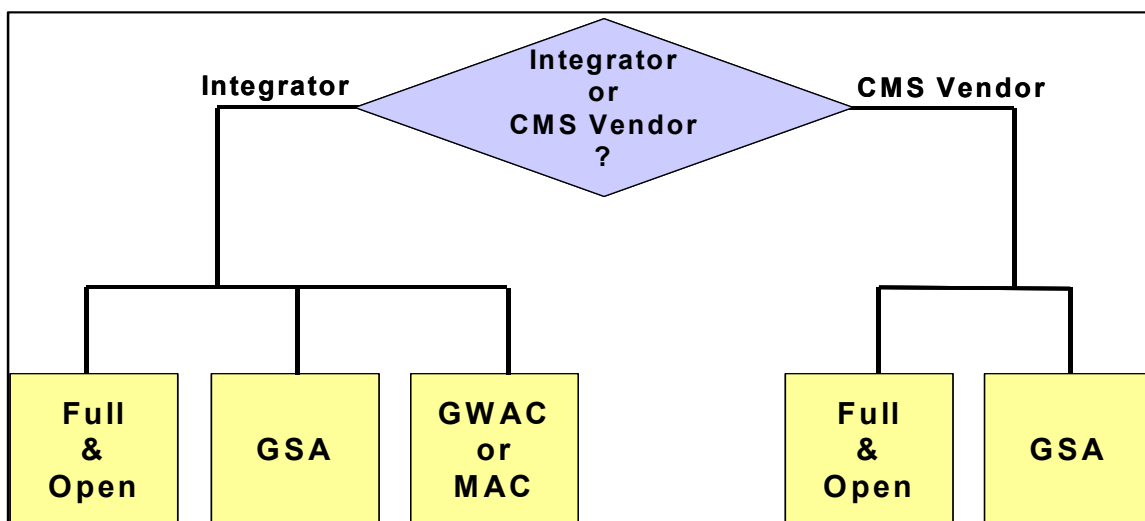 Integrator
or
CMS Vendor
?
Integrator
CMS Vendor
Full
&
Open
GSA
GWAC
or
MAC
Full
&
Open
GSA